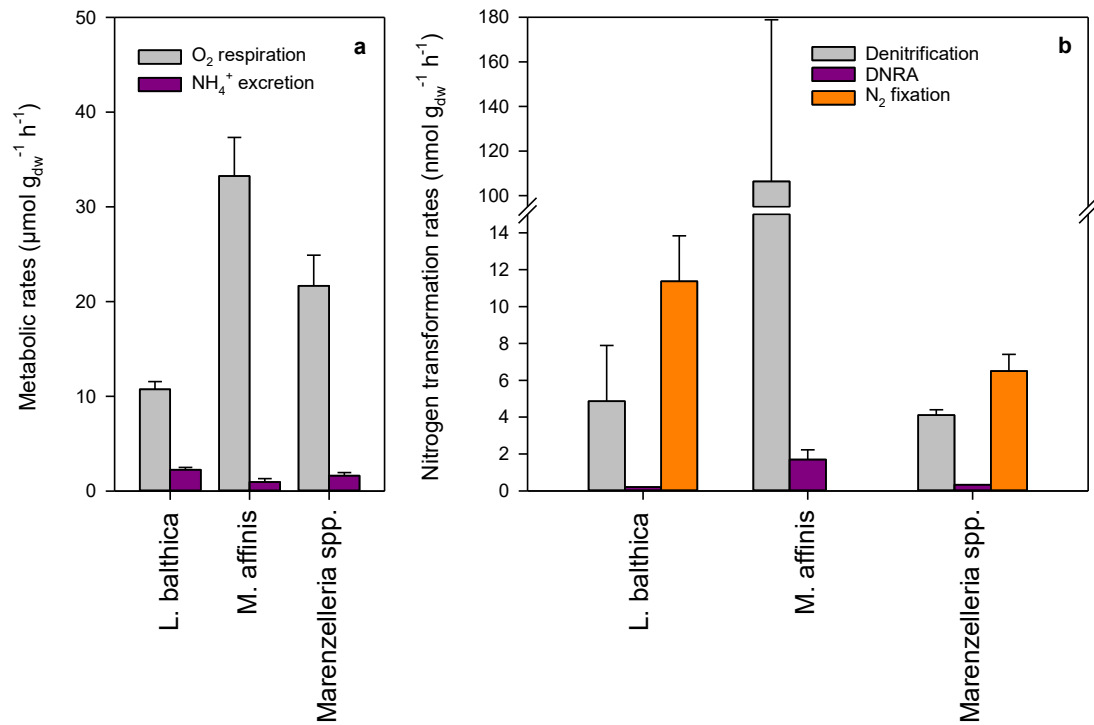 Metabolic rates (µmol g_dw^-1 h^-1)
50
40
30
20
10
0
a
O₂ respiration
NH₄⁺ excretion
L. balthica
M. affinis
Marenzelleria spp.
Nitrogen transformation rates (nmol g_dw^-1 h^-1)
180
160
140
120
100
14
12
10
8
6
4
2
0
b
Denitrification
DNRA
N₂ fixation
L. balthica
M. affinis
Marenzelleria spp.